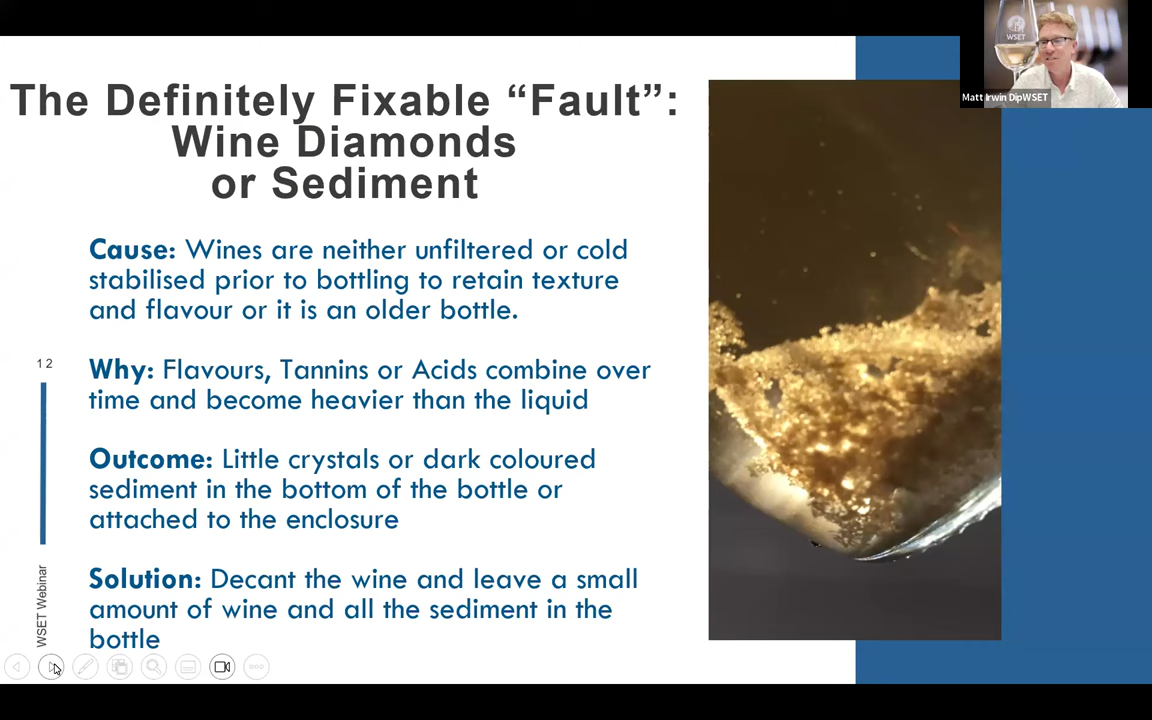 The Definitely Fixable “Fault”:
Wine Diamonds
or Sediment
Cause: Wines are neither unfiltered or cold
stabilised prior to bottling to retain texture
and flavour or it is an older bottle.
Why: Flavours, Tannins or Acids combine over
time and become heavier than the liquid
Outcome: Little crystals or dark coloured
sediment in the bottom of the bottle or
attached to the enclosure
Solution: Decant the wine and leave a small
amount of wine and all the sediment in the
bottle
12
WSET Webinar
WSET
Matt Irwin DipWSET